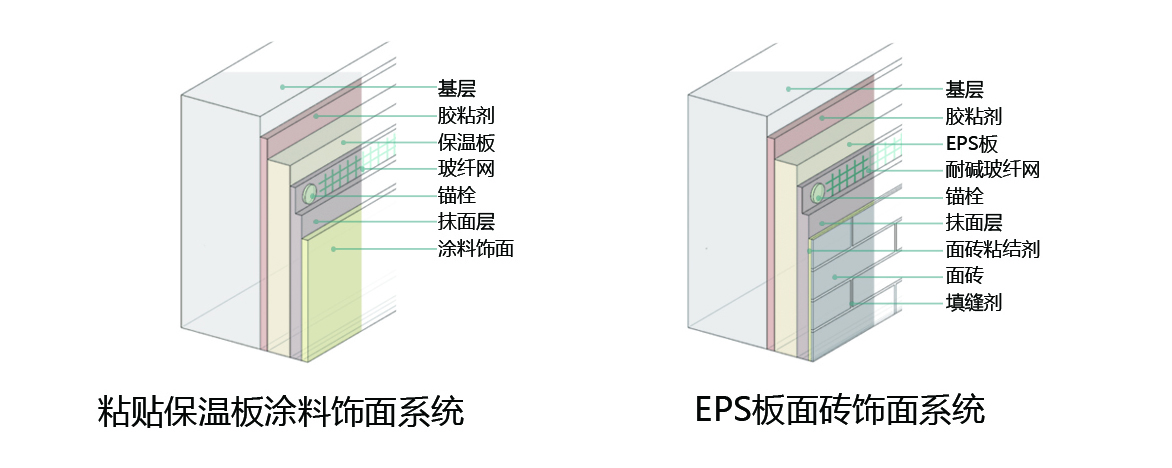 基层
胶粘剂
保温板
玻纤网
锚栓
抹面层
涂料饰面
粘贴保温板涂料饰面系统
基层
胶粘剂
EPS板
耐碱玻纤网
锚栓
抹面层
面砖粘结剂
面砖
填缝剂
EPS板面砖饰面系统